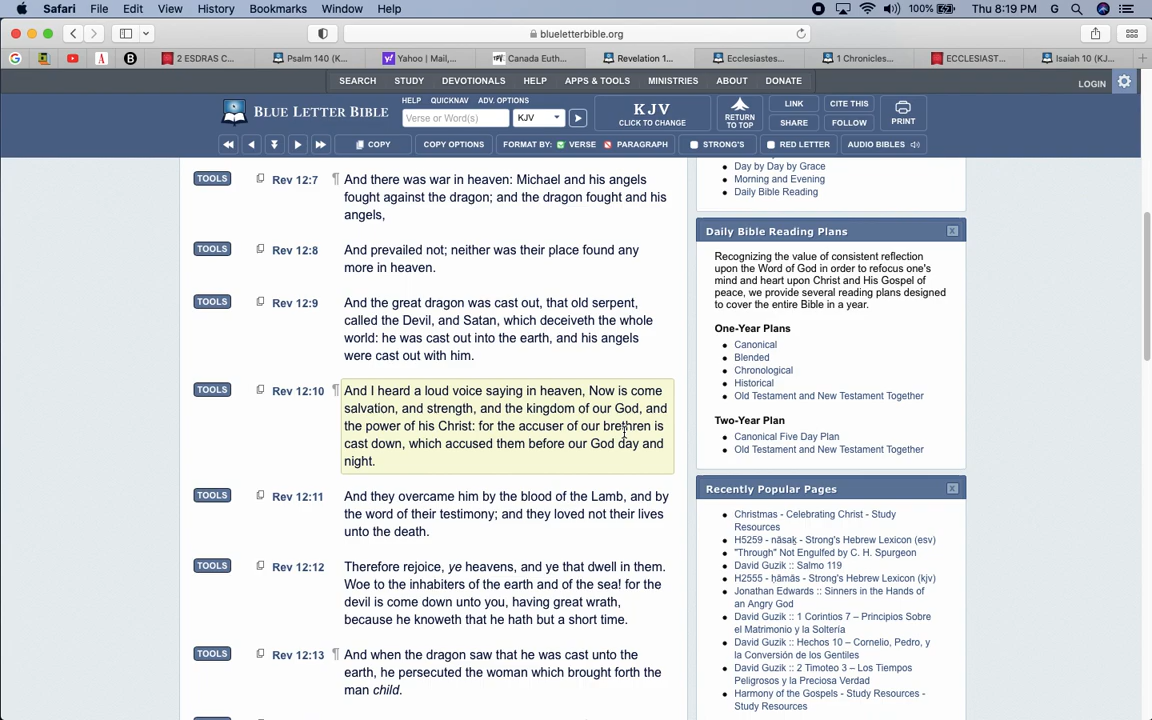 Safari File Edit View History Bookmarks Window Help 100% Thu 8:19 PM G
blueletterbible.org
G A B 2 ESDRAS C... Psalm 140 (K... Yahoo | Mail,... Canada Euth... Revelation 1... Ecclesiastes... 1 Chronicles... ECCLESIAST... Isaiah 10 (KJ... +
SEARCH STUDY DEVOTIONALS HELP APPS & TOOLS MINISTRIES ABOUT DONATE LOGIN
BLUE LETTER BIBLE
HELP QUICKNAV ADV. OPTIONS
Verse or Word(s) KJV
KJV
CLICK TO CHANGE
RETURN
TO TOP
LINK CITE THIS
SHARE FOLLOW
PRINT
COPY COPY OPTIONS FORMAT BY: VERSE PARAGRAPH STRONG'S RED LETTER AUDIO BIBLES
TOOLS Rev 12:7 ¶ And there was war in heaven: Michael and his angels
fought against the dragon; and the dragon fought and his
angels,
TOOLS Rev 12:8 And prevailed not; neither was their place found any
more in heaven.
TOOLS Rev 12:9 And the great dragon was cast out, that old serpent,
called the Devil, and Satan, which deceiveth the whole
world: he was cast out into the earth, and his angels
were cast out with him.
TOOLS Rev 12:10 ¶ And I heard a loud voice saying in heaven, Now is come
salvation, and strength, and the kingdom of our God, and
the power of his Christ: for the accuser of our brethren is
cast down, which accused them before our God day and
night.
TOOLS Rev 12:11 And they overcame him by the blood of the Lamb, and by
the word of their testimony; and they loved not their lives
unto the death.
TOOLS Rev 12:12 Therefore rejoice, ye heavens, and ye that dwell in them.
Woe to the inhabiters of the earth and of the sea! for the
devil is come down unto you, having great wrath,
because he knoweth that he hath but a short time.
TOOLS Rev 12:13 ¶ And when the dragon saw that he was cast unto the
earth, he persecuted the woman which brought forth the
man child.
Day by Day by Grace
Morning and Evening
Daily Bible Reading
Daily Bible Reading Plans X
Recognizing the value of consistent reflection
upon the Word of God in order to refocus one's
mind and heart upon Christ and His Gospel of
peace, we provide several reading plans designed
to cover the entire Bible in a year.
One-Year Plans
Canonical
Blended
Chronological
Historical
Old Testament and New Testament Together
Two-Year Plan
Canonical Five Day Plan
Old Testament and New Testament Together
Recently Popular Pages X
Christmas - Celebrating Christ - Study
Resources
H5259 - nāsaḵ - Strong's Hebrew Lexicon (esv)
"Through" Not Engulfed by C. H. Spurgeon
David Guzik :: Salmo 119
H2555 - ḥāmās - Strong's Hebrew Lexicon (kjv)
Jonathan Edwards :: Sinners in the Hands of
an Angry God
David Guzik :: 1 Corintios 7 – Principios Sobre
el Matrimonio y la Soltería
David Guzik :: Hechos 10 – Cornelio, Pedro, y
la Conversión de los Gentiles
David Guzik :: 2 Timoteo 3 – Los Tiempos
Peligrosos y la Preciosa Verdad
Harmony of the Gospels - Study Resources -
Study Resources